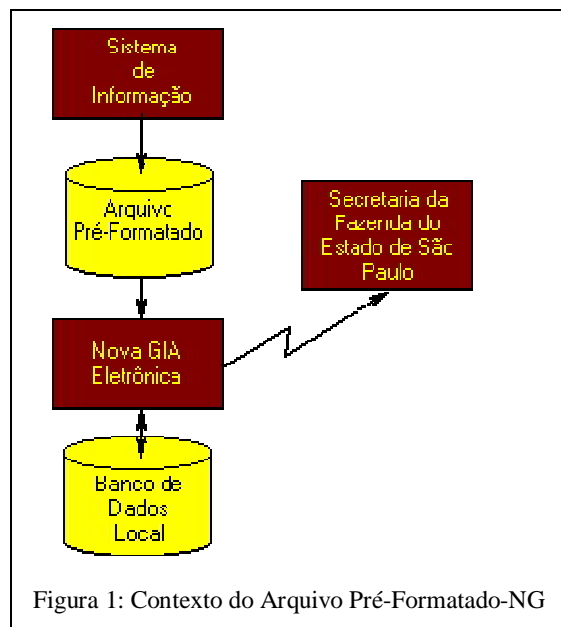 Sistema
de
Informação
Arquivo
Pré-Formatado
Secretaria da
Fazenda do
Estado de São
Paulo
Nova GIA
Eletrônica
Banco de
Dados
Local
Figura 1: Contexto do Arquivo Pré-Formatado-NG